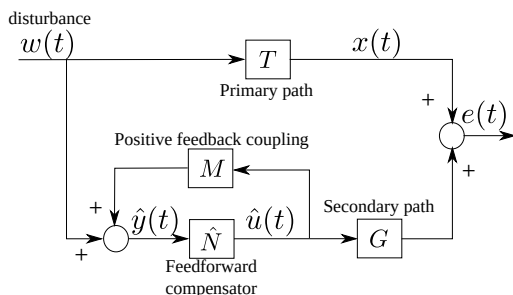 disturbance
w(t)
T
x(t)
Primary path
+
e(t)
+
Positive feedback coupling
M
+
ŷ(t)
N̂
û(t)
Secondary path
G
+
Feedforward
compensator